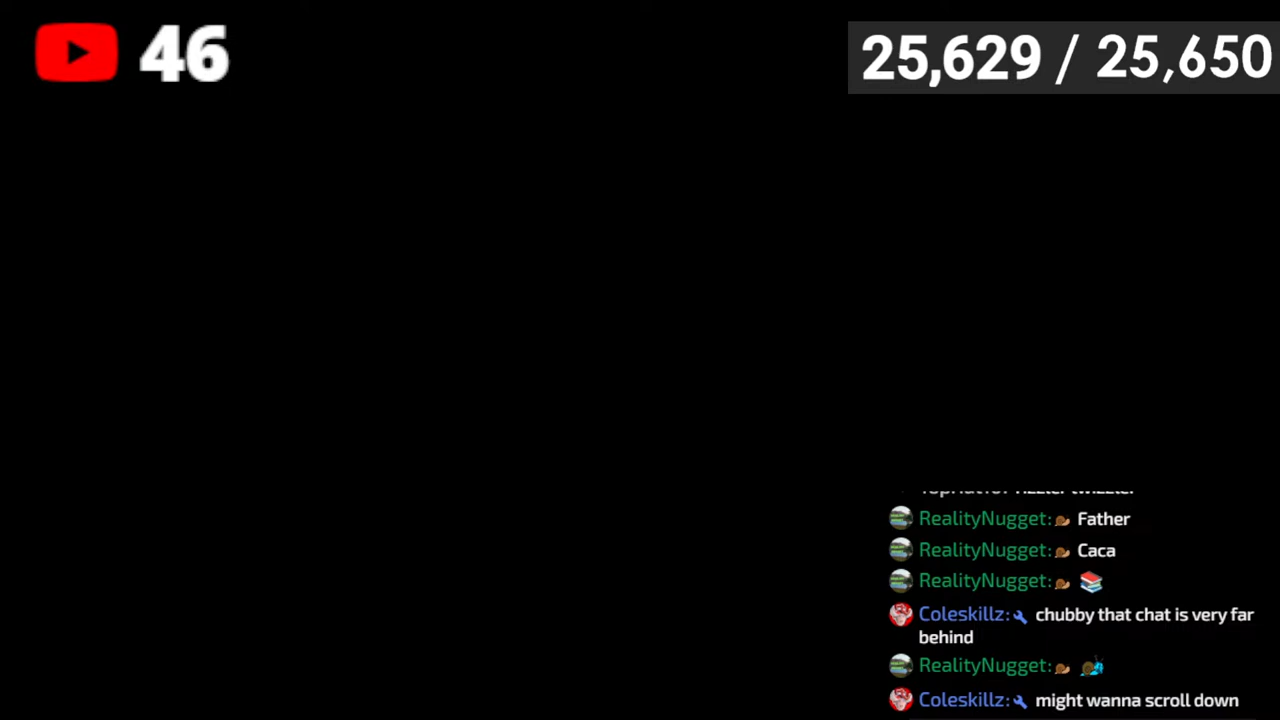 46
25,629 / 25,650
RealityNugget: Father
RealityNugget: Caca
RealityNugget:
Coleskillz: chubby that chat is very far
behind
RealityNugget:
Coleskillz: might wanna scroll down